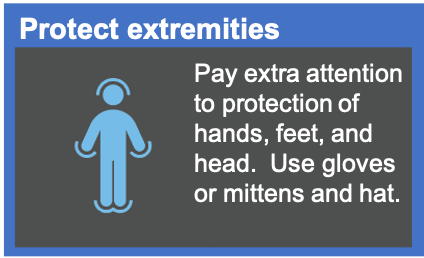 Protect extremities
Pay extra attention
to protection of
hands, feet, and
head.  Use gloves
or mittens and hat.